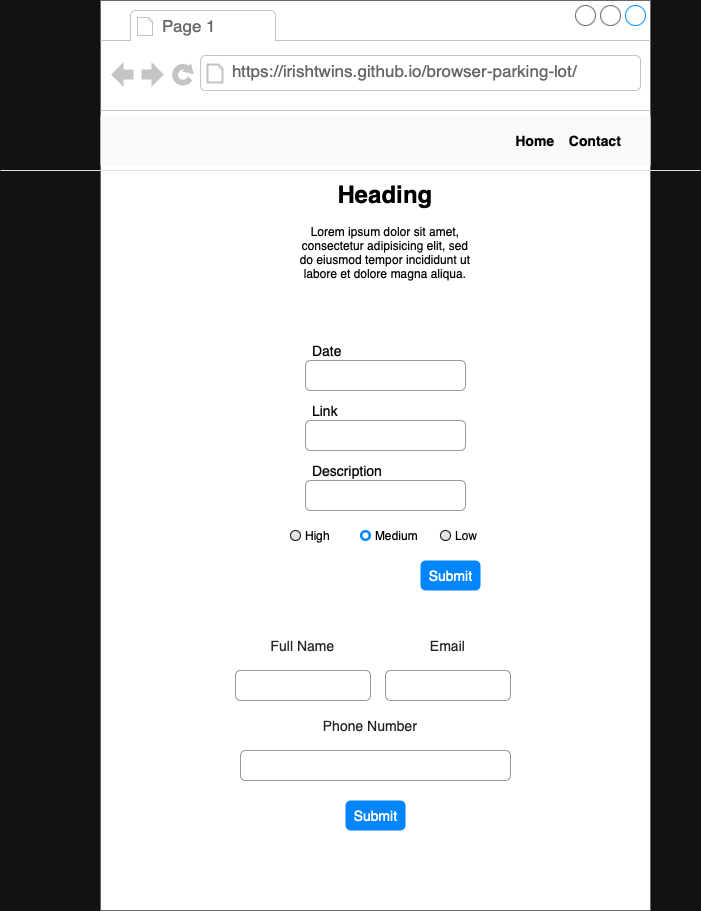 Page 1
https://irishtwins.github.io/browser-parking-lot/
Home Contact
Heading
Lorem ipsum dolor sit amet,
consectetur adipisicing elit, sed
do eiusmod tempor incididunt ut
labore et dolore magna aliqua.
Date
Link
Description
High Medium Low
Submit
Full Name Email
Phone Number
Submit